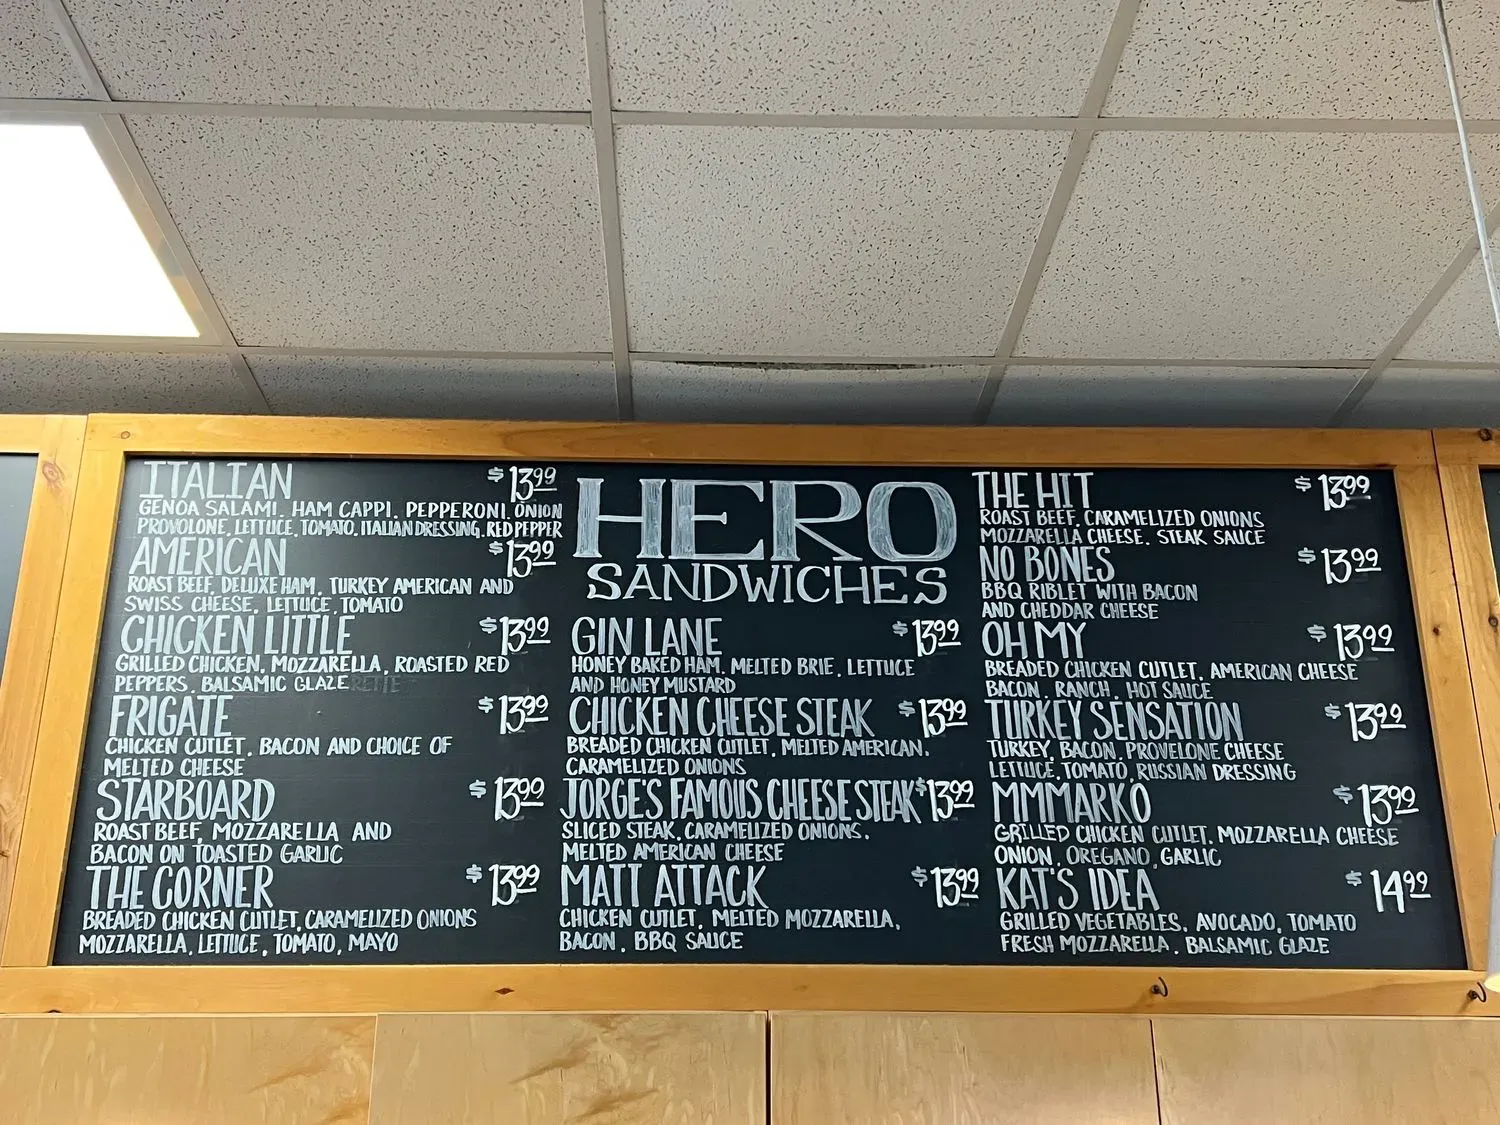 ITALIAN $13.99
GENOA SALAMI. HAM CAPPI. PEPPERONI. ONION
PROVOLONE, LETTUCE, TOMATO. ITALIAN DRESSING. RED PEPPER
AMERICAN $13.99
ROAST BEEF, DELUXE HAM, TURKEY AMERICAN AND
SWISS CHEESE, LETTUCE, TOMATO
CHICKEN LITTLE $13.99
GRILLED CHICKEN, MOZZARELLA, ROASTED RED
PEPPERS. BALSAMIC GLAZE
FRIGATE $13.99
CHICKEN CUTLET, BACON AND CHOICE OF
MELTED CHEESE
STARBOARD $13.99
ROAST BEEF, MOZZARELLA AND
BACON ON TOASTED GARLIC
THE CORNER $13.99
BREADED CHICKEN CUTLET, CARAMELIZED ONIONS
MOZZARELLA, LETTUCE, TOMATO, MAYO
HERO
SANDWICHES
GIN LANE $13.99
HONEY BAKED HAM, MELTED BRIE, LETTUCE
AND HONEY MUSTARD
CHICKEN CHEESE STEAK $13.99
BREADED CHICKEN CUTLET, MELTED AMERICAN,
CARAMELIZED ONIONS
JORGE'S FAMOUS CHEESE STEAK $13.99
SLICED STEAK, CARAMELIZED ONIONS,
MELTED AMERICAN CHEESE
MATT ATTACK $13.99
CHICKEN CUTLET, MELTED MOZZARELLA,
BACON, BBQ SAUCE
THE HIT $13.99
ROAST BEEF, CARAMELIZED ONIONS
MOZZARELLA CHEESE. STEAK SAUCE
NO BONES $13.99
BBQ RIBLET WITH BACON
AND CHEDDAR CHEESE
OH MY $13.99
BREADED CHICKEN CUTLET, AMERICAN CHEESE
BACON, RANCH, HOT SAUCE
TURKEY SENSATION $13.99
TURKEY, BACON, PROVELONE CHEESE
LETTUCE, TOMATO, RUSSIAN DRESSING
MMMARKO $13.99
GRILLED CHICKEN CUTLET, MOZZARELLA CHEESE
ONION, OREGANO, GARLIC
KAT'S IDEA $14.99
GRILLED VEGETABLES, AVOCADO, TOMATO
FRESH MOZZARELLA, BALSAMIC GLAZE